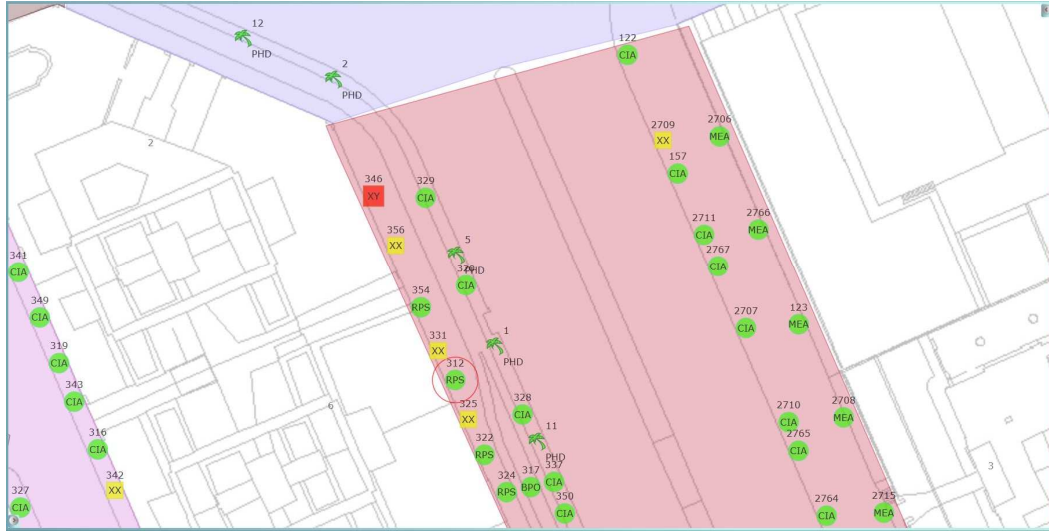 12
PHD
2
PHD
122
CIA
2709
XX
2706
MEA
2
157
CIA
346
XY
329
CIA
356
XX
5
PHD
2711
CIA
2766
MEA
341
CIA
2767
CIA
CIA
354
RPS
349
CIA
2707
CIA
123
MEA
331
XX
1
PHD
319
CIA
312
RPS
343
CIA
6
325
XX
328
CIA
2710
CIA
2708
MEA
316
CIA
322
RPS
11
PHD
2765
CIA
342
XX
324
RPS
317
BPO
337
CIA
3
327
CIA
350
CIA
2764
CIA
2715
MEA